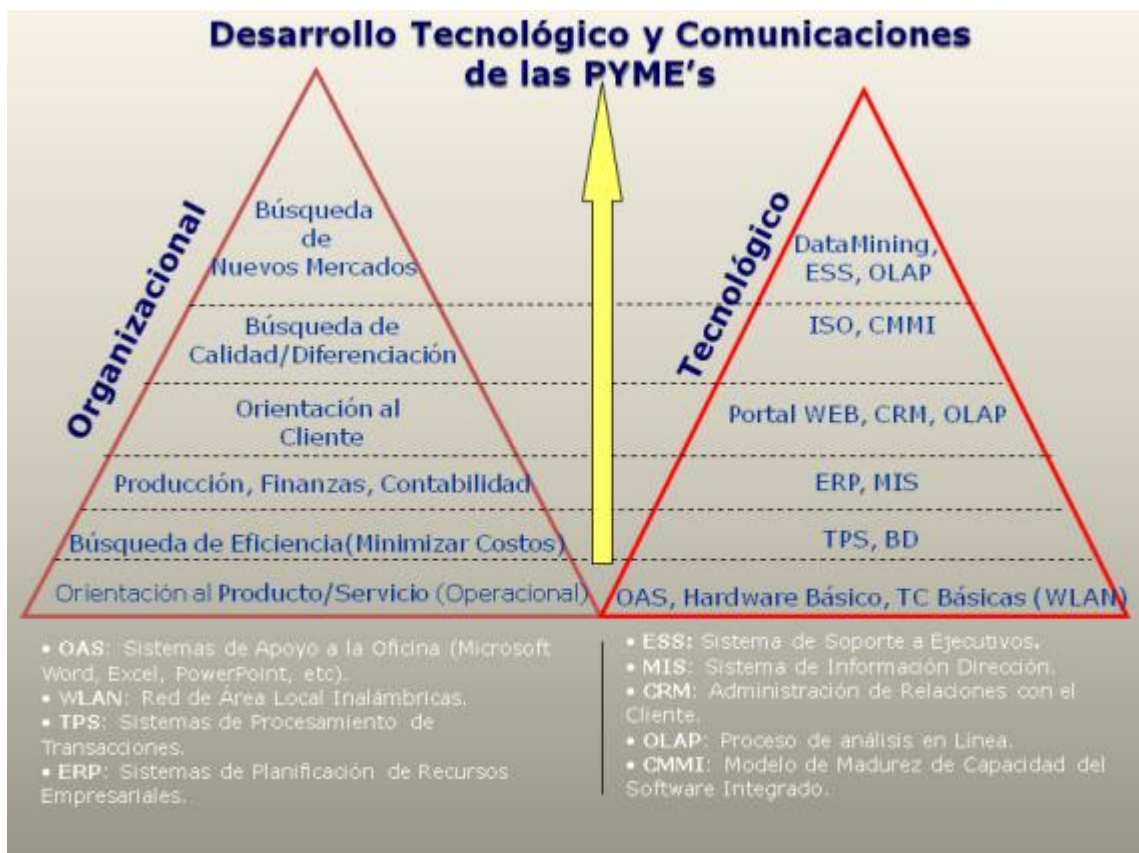 Desarrollo Tecnológico y Comunicaciones
de las PYME's
Organizacional
Búsqueda
de
Nuevos Mercados
Búsqueda de
Calidad/Diferenciación
Orientación al
Cliente
Producción, Finanzas, Contabilidad
Búsqueda de Eficiencia(Minimizar Costos)
Orientación al Producto/Servicio (Operacional)
Tecnológico
DataMining,
ESS, OLAP
ISO, CMMI
Portal WEB, CRM, OLAP
ERP, MIS
TPS, BD
OAS, Hardware Básico, TC Básicas (WLAN)
• OAS: Sistemas de Apoyo a la Oficina (Microsoft
Word, Excel, PowerPoint, etc).
• WLAN: Red de Área Local Inalámbricas.
• TPS: Sistemas de Procesamiento de
Transacciones.
• ERP: Sistemas de Planificación de Recursos
Empresariales.
• ESS: Sistema de Soporte a Ejecutivos.
• MIS: Sistema de Información Dirección.
• CRM: Administración de Relaciones con el
Cliente.
• OLAP: Proceso de análisis en Línea.
• CMMI: Modelo de Madurez de Capacidad del
Software Integrado.